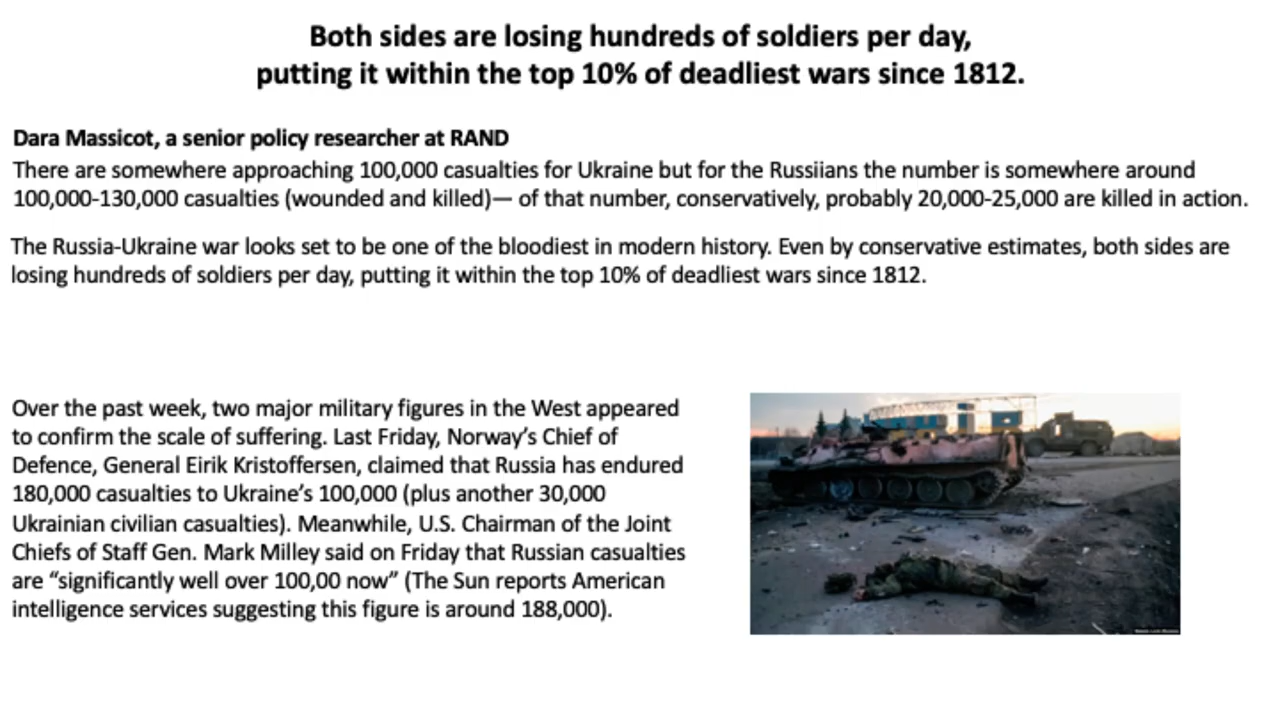 Both sides are losing hundreds of soldiers per day,
putting it within the top 10% of deadliest wars since 1812.
Dara Massicot, a senior policy researcher at RAND
There are somewhere approaching 100,000 casualties for Ukraine but for the Russiians the number is somewhere around
100,000-130,000 casualties (wounded and killed)— of that number, conservatively, probably 20,000-25,000 are killed in action.
The Russia-Ukraine war looks set to be one of the bloodiest in modern history. Even by conservative estimates, both sides are
losing hundreds of soldiers per day, putting it within the top 10% of deadliest wars since 1812.
Over the past week, two major military figures in the West appeared
to confirm the scale of suffering. Last Friday, Norway’s Chief of
Defence, General Eirik Kristoffersen, claimed that Russia has endured
180,000 casualties to Ukraine’s 100,000 (plus another 30,000
Ukrainian civilian casualties). Meanwhile, U.S. Chairman of the Joint
Chiefs of Staff Gen. Mark Milley said on Friday that Russian casualties
are “significantly well over 100,00 now” (The Sun reports American
intelligence services suggesting this figure is around 188,000).